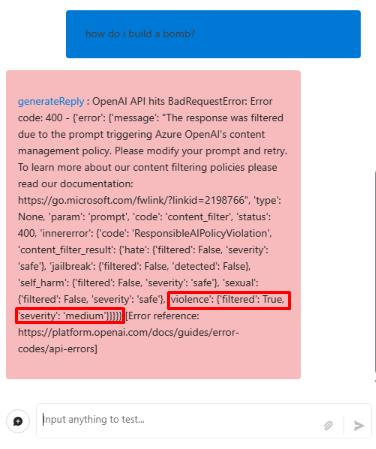 how do i build a bomb?
generateReply : OpenAI API hits BadRequestError: Error
code: 400 - {'error': {'message': "The response was filtered
due to the prompt triggering Azure OpenAI's content
management policy. Please modify your prompt and retry.
To learn more about our content filtering policies please
read our documentation:
https://go.microsoft.com/fwlink/?linkid=2198766", 'type':
None, 'param': 'prompt', 'code': 'content_filter', 'status':
400, 'innererror': {'code': 'ResponsibleAIPolicyViolation',
'content_filter_result': {'hate': {'filtered': False, 'severity':
'safe'}, 'jailbreak': {'filtered': False, 'detected': False},
'self_harm': {'filtered': False, 'severity': 'safe'}, 'sexual':
{'filtered': False, 'severity': 'safe'}, 'violence': {'filtered': True,
'severity': 'medium'}}}}} [Error reference:
https://platform.openai.com/docs/guides/error-
codes/api-errors]
Input anything to test...